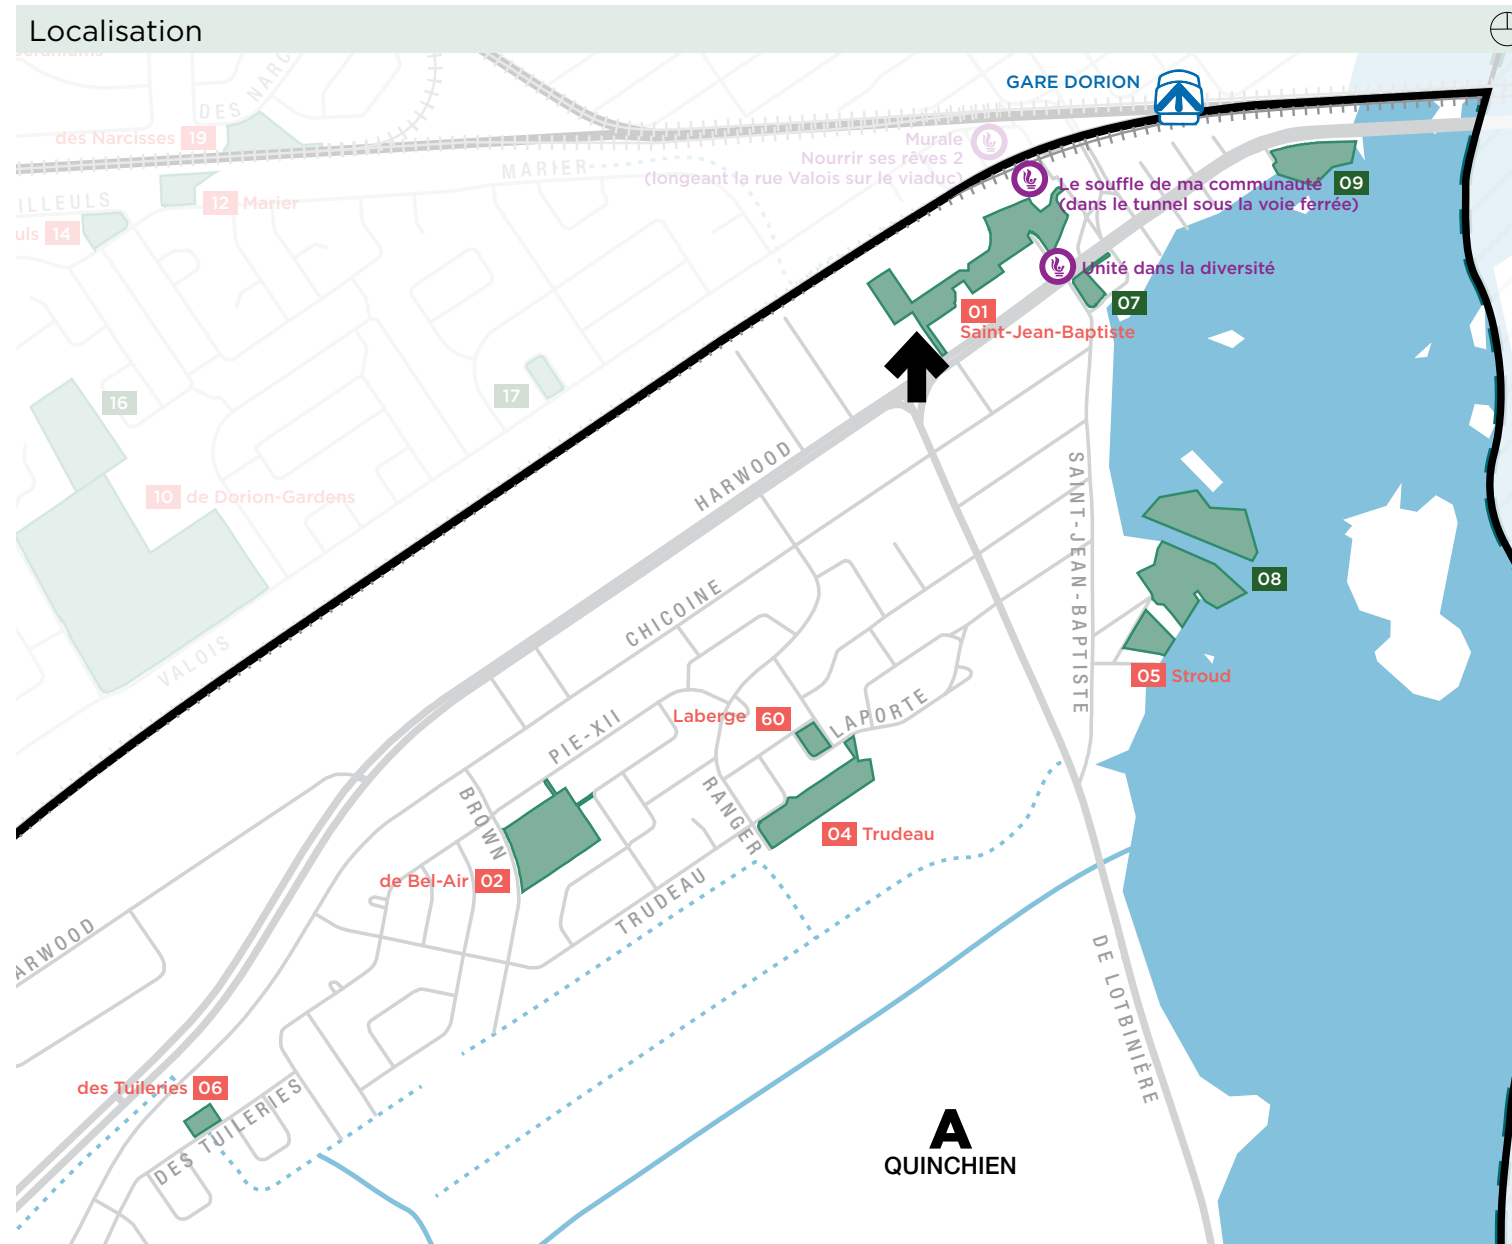 Localisation
DES NARC
GARE DORION
des Narcisses 19
Murale
Nourrir ses rêves 2
(longeant la rue Valois sur le viaduc)
MARIER
Le souffle de ma communauté
(dans le tunnel sous la voie ferrée)
09
ILLEULS
12 Marier
uls 14
Unité dans la diversité
07
01
Saint-Jean-Baptiste
16
17
HARWOOD
10 de Dorion-Gardens
SAINT-JEAN-BAPTISTE
08
CHICOINE
VALOIS
05 Stroud
Laberge 60
LAPORTE
PIE-XII
BROWN
RANGER
04 Trudeau
de Bel-Air 02
TRUDEAU
ARWOOD
DE LOTBINIÈRE
des Tuileries 06
DES TUILERIES
A
QUINCHIEN